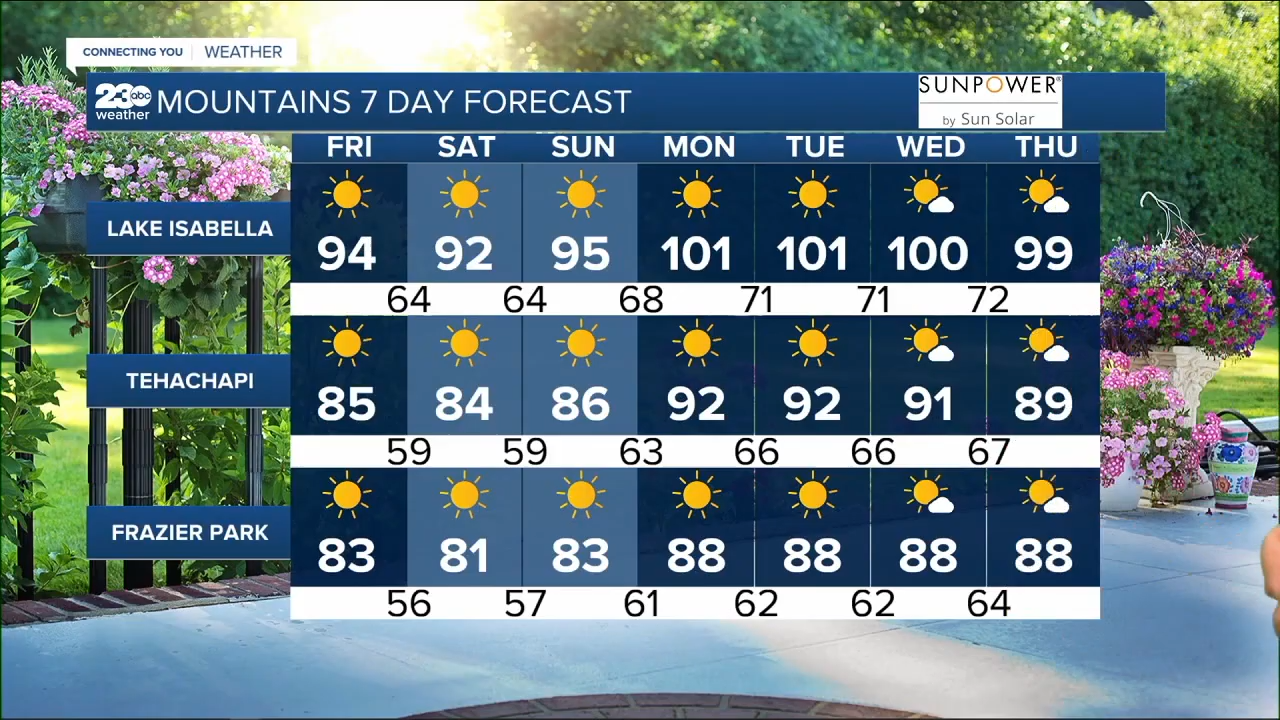 CONNECTING YOU | WEATHER
23 abc weather MOUNTAINS 7 DAY FORECAST
SUNPOWER®
by Sun Solar
FRI SAT SUN MON TUE WED THU
LAKE ISABELLA
94 92 95 101 101 100 99
64 64 68 71 71 72
TEHACHAPI
85 84 86 92 92 91 89
59 59 63 66 66 67
FRAZIER PARK
83 81 83 88 88 88 88
56 57 61 62 62 64